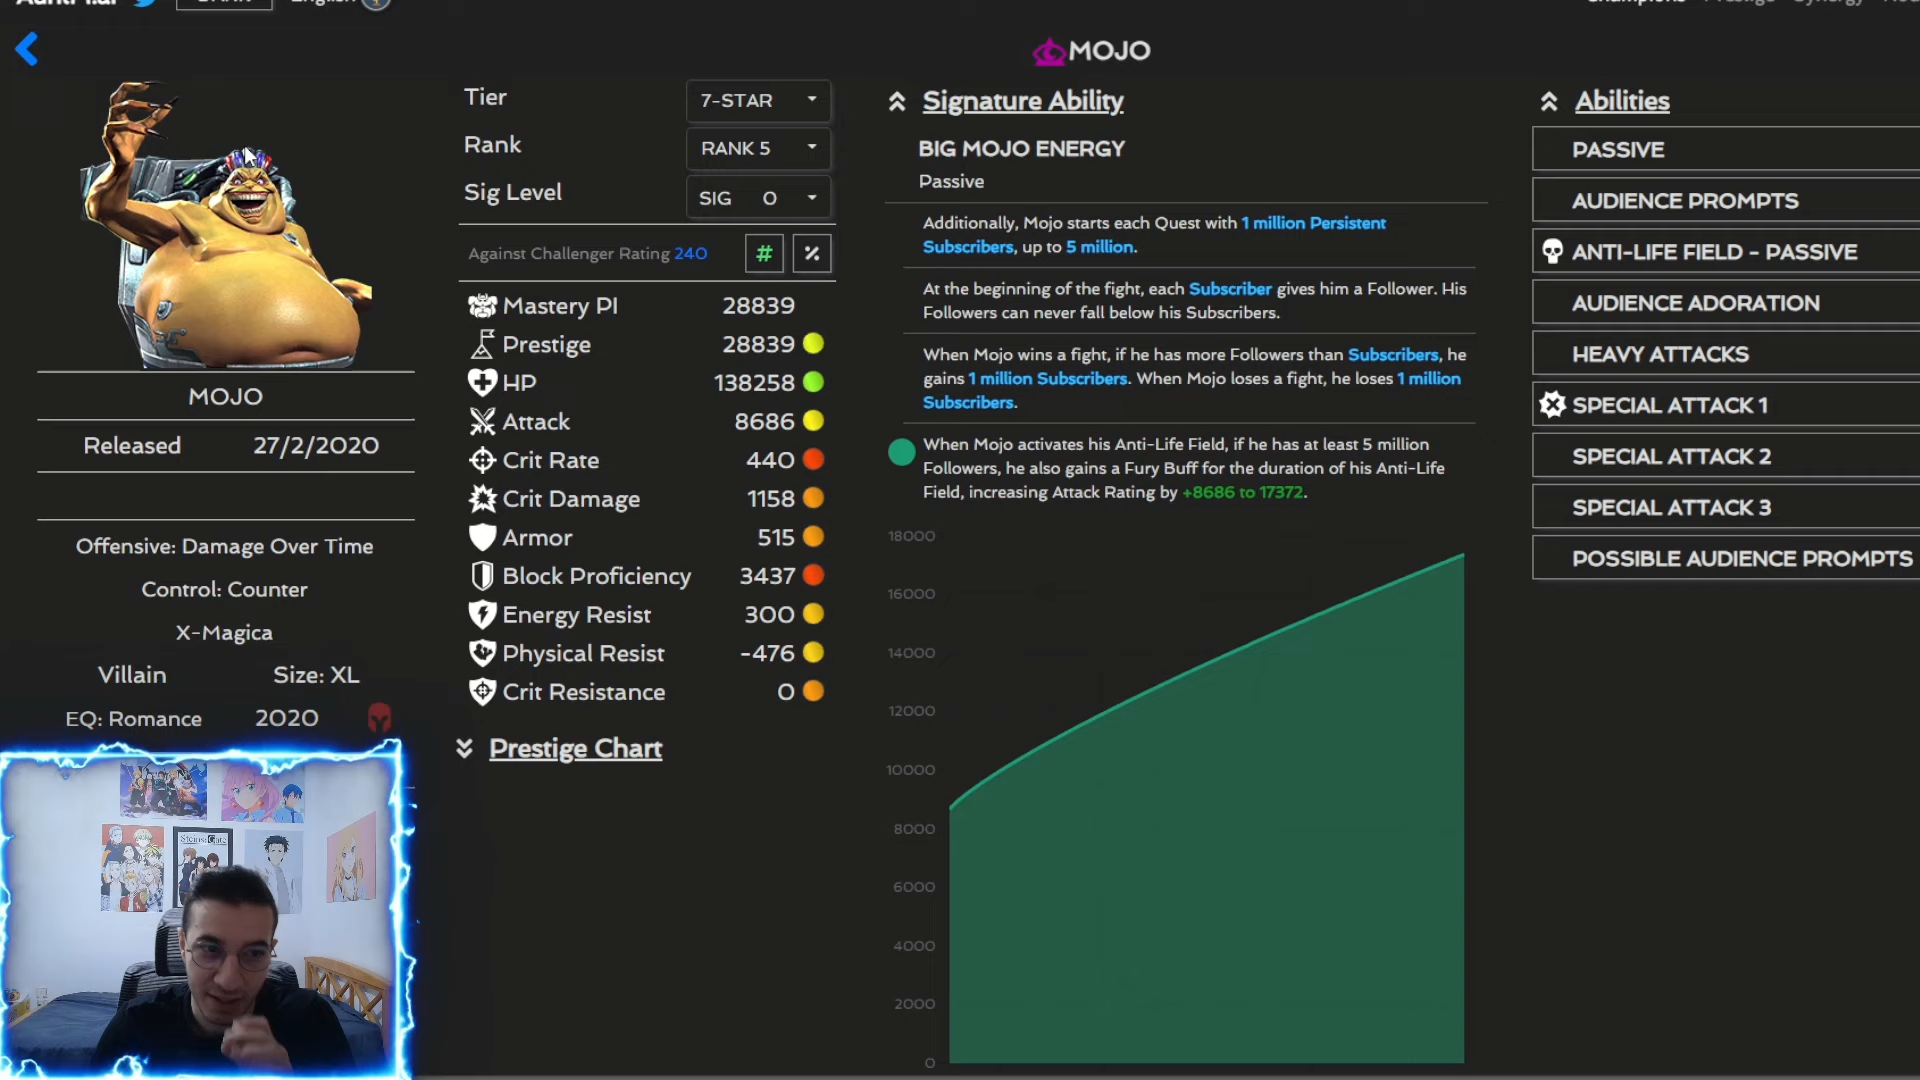 English
MOJO
Tier
7-STAR
Rank
RANK 5
Sig Level
SIG 0
Against Challenger Rating 240
#
%
Mastery PI 28839
Prestige 28839
HP 138258
Attack 8686
Crit Rate 440
Crit Damage 1158
Armor 515
Block Proficiency 3437
Energy Resist 300
Physical Resist -476
Crit Resistance 0
Prestige Chart
MOJO
Released 27/2/2020
Offensive: Damage Over Time
Control: Counter
X-Magica
Villain Size: XL
EQ: Romance 2020
Signature Ability
BIG MOJO ENERGY
Passive
Additionally, Mojo starts each Quest with 1 million Persistent
Subscribers, up to 5 million.
At the beginning of the fight, each Subscriber gives him a Follower. His
Followers can never fall below his Subscribers.
When Mojo wins a fight, if he has more Followers than Subscribers, he
gains 1 million Subscribers. When Mojo loses a fight, he loses 1 million
Subscribers.
When Mojo activates his Anti-Life Field, if he has at least 5 million
Followers, he also gains a Fury Buff for the duration of his Anti-Life
Field, increasing Attack Rating by +8686 to 17372.
18000
16000
14000
12000
10000
8000
6000
4000
2000
0
Abilities
PASSIVE
AUDIENCE PROMPTS
ANTI-LIFE FIELD - PASSIVE
AUDIENCE ADORATION
HEAVY ATTACKS
SPECIAL ATTACK 1
SPECIAL ATTACK 2
SPECIAL ATTACK 3
POSSIBLE AUDIENCE PROMPTS